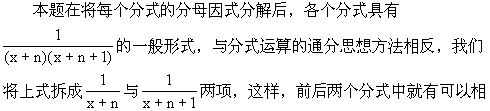 本题在将每个分式的分母因式分解后，各个分式具有
1/((x+n)(x+n+1))的一般形式，与分式运算的通分思想方法相反，我们
将上式拆成1/(x+n)与1/(x+n+1)两项，这样，前后两个分式中就有可以相